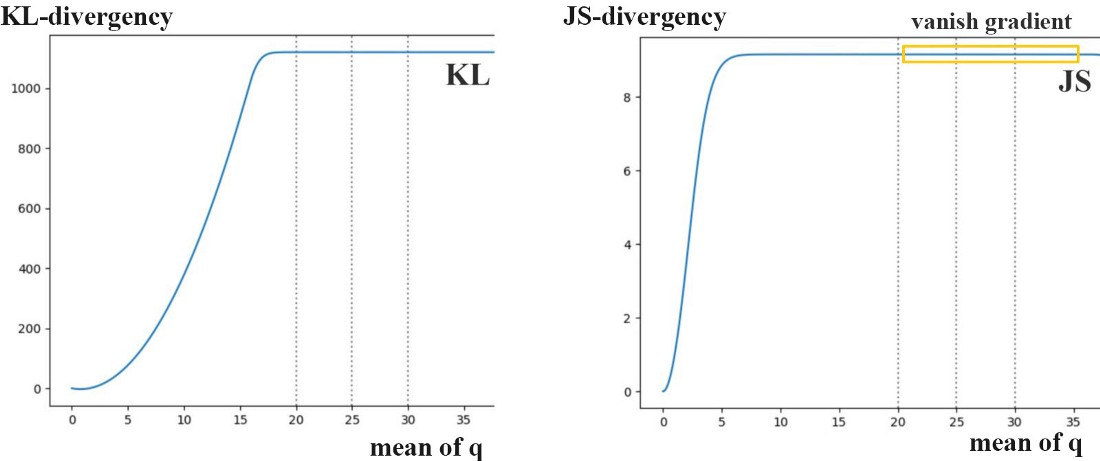 KL-divergency
KL
1000
800
600
400
200
0
0 5 10 15 20 25 30 35
mean of q
JS-divergency
vanish gradient
JS
8
6
4
2
0
0 5 10 15 20 25 30 35
mean of q